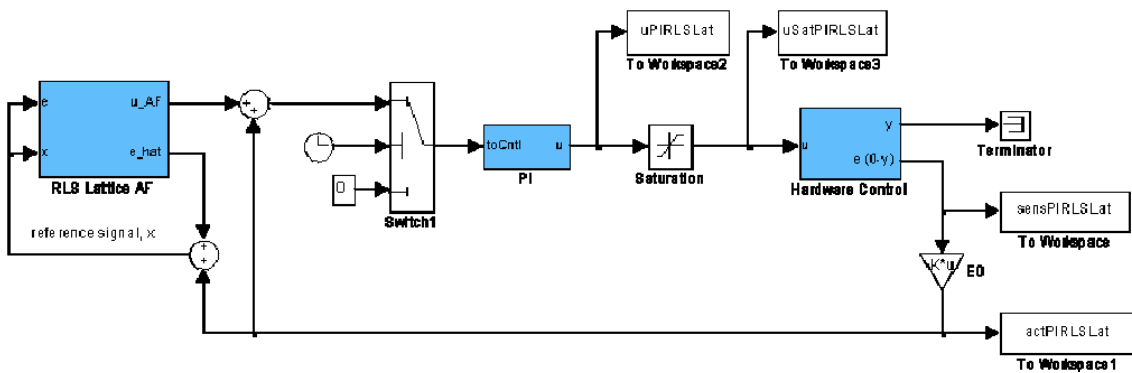 uPIRLSLat
To Workspace2
uSatPIRLSLat
To Workspace3
e
u_AF
x
e_hat
RLS Lattice AF
+
+
0
Switch1
toCntl
u
PI
Saturation
u
y
e (0-y)
Hardware Control
Terminator
sensPIRLSLat
To Workspace
reference signal, x
+
+
K*u
E0
actPIRLSLat
To Workspace1